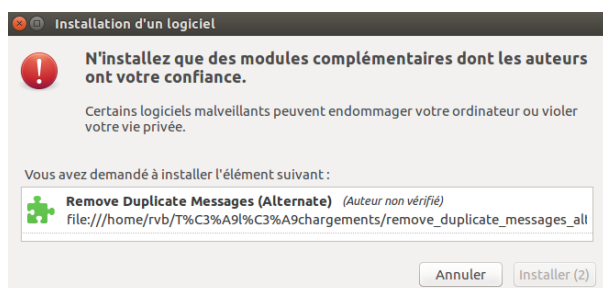 Installation d'un logiciel
N'installez que des modules complémentaires dont les auteurs
ont votre confiance.
Certains logiciels malveillants peuvent endommager votre ordinateur ou violer
votre vie privée.
Vous avez demandé à installer l'élément suivant :
Remove Duplicate Messages (Alternate) (Auteur non vérifié)
file:///home/rvb/T%C3%A9l%C3%A9chargements/remove_duplicate_messages_alt
Annuler Installer (2)